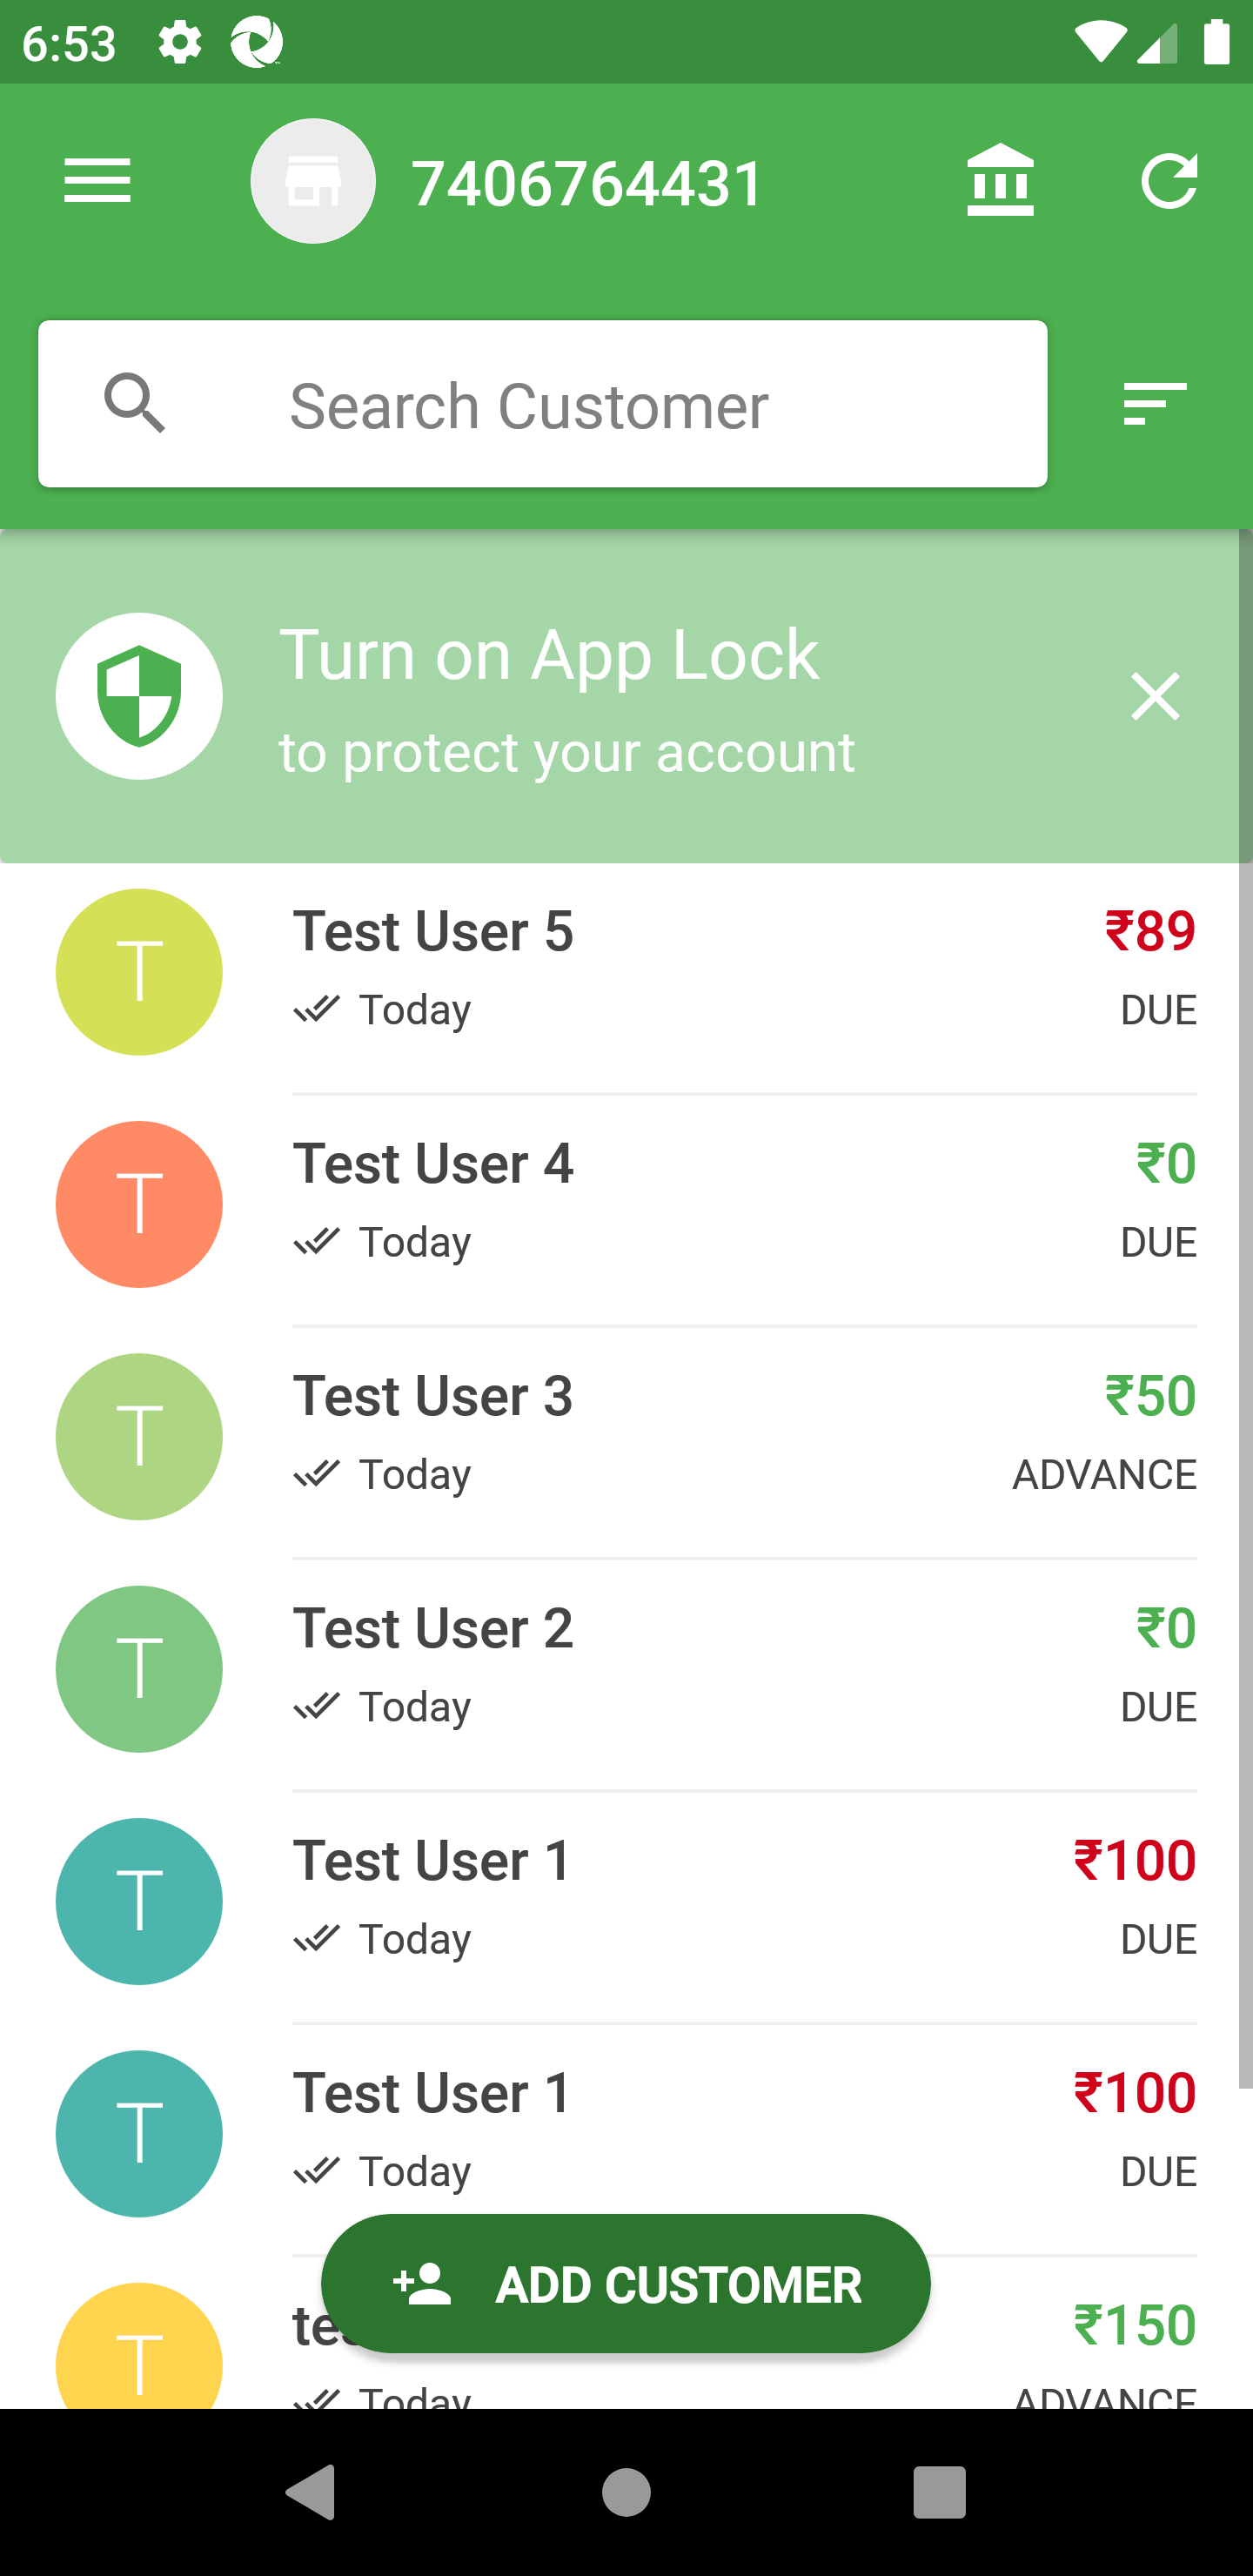 6:53
7406764431
Search Customer
Turn on App Lock
to protect your account
T
Test User 5
₹89
Today
DUE
T
Test User 4
₹0
Today
DUE
T
Test User 3
₹50
Today
ADVANCE
T
Test User 2
₹0
Today
DUE
T
Test User 1
₹100
Today
DUE
T
Test User 1
₹100
Today
DUE
ADD CUSTOMER
T
₹150
Today
ADVANCE